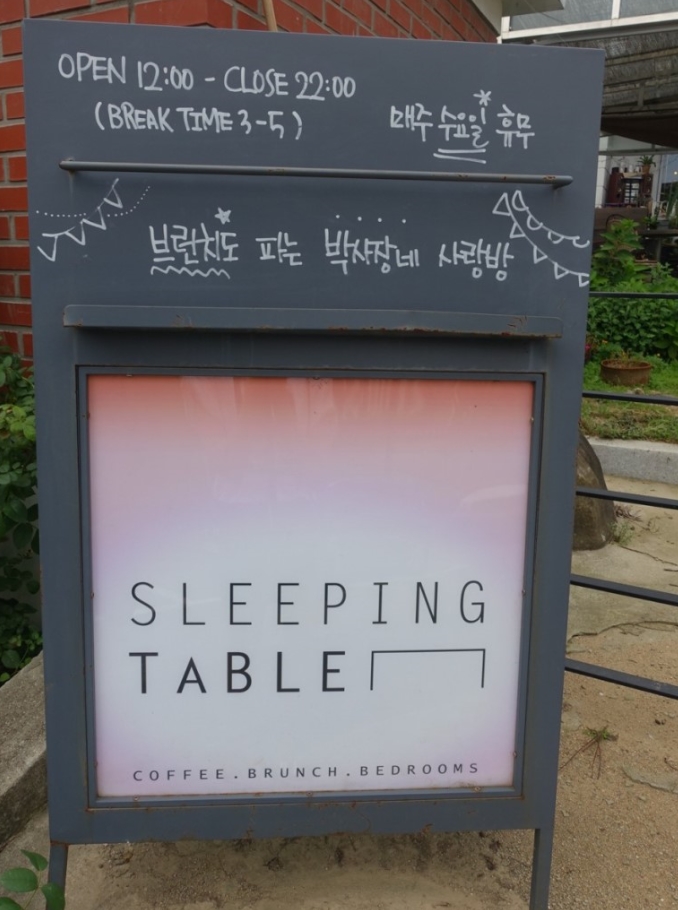 OPEN 12:00 - CLOSE 22:00
(BREAK TIME 3-5)
매주 수요일 휴무
브런치도 파는 박사장네 사랑방
SLEEPING
TABLE
COFFEE.BRUNCH.BEDROOMS